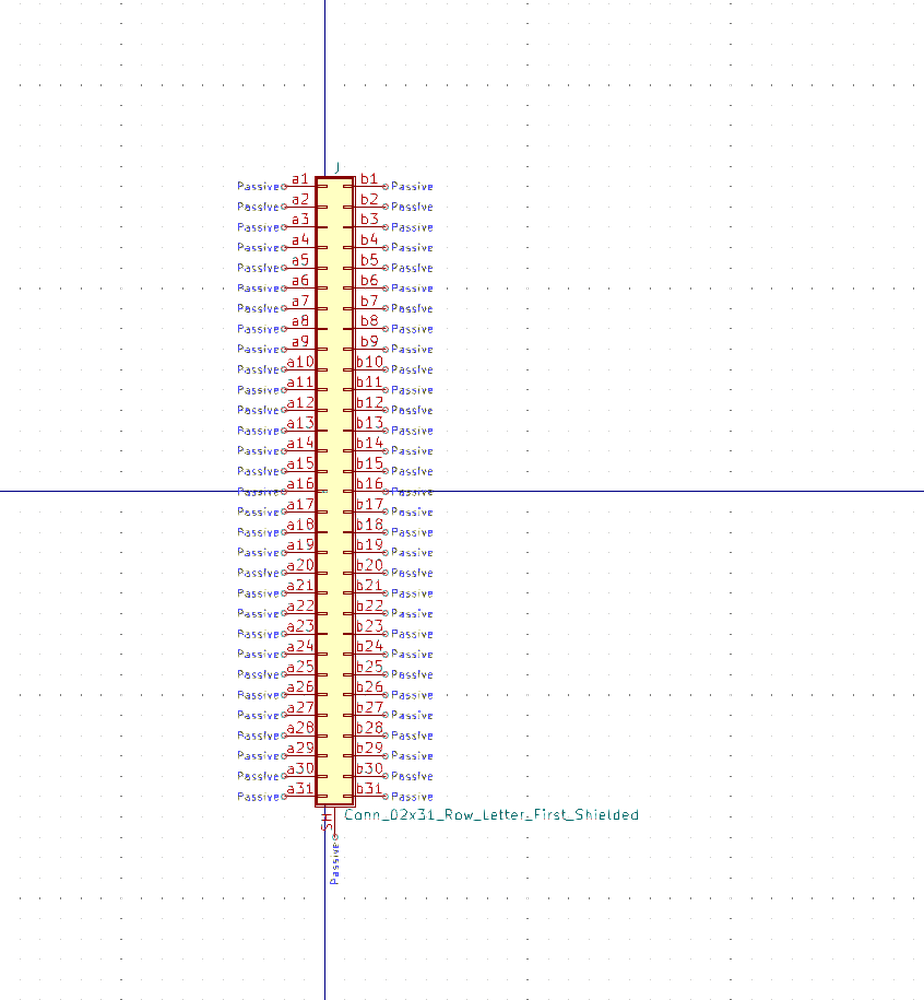 J
Passive a1 b1 Passive
Passive a2 b2 Passive
Passive a3 b3 Passive
Passive a4 b4 Passive
Passive a5 b5 Passive
Passive a6 b6 Passive
Passive a7 b7 Passive
Passive a8 b8 Passive
Passive a9 b9 Passive
Passive a10 b10 Passive
Passive a11 b11 Passive
Passive a12 b12 Passive
Passive a13 b13 Passive
Passive a14 b14 Passive
Passive a15 b15 Passive
Passive a16 b16 Passive
Passive a17 b17 Passive
Passive a18 b18 Passive
Passive a19 b19 Passive
Passive a20 b20 Passive
Passive a21 b21 Passive
Passive a22 b22 Passive
Passive a23 b23 Passive
Passive a24 b24 Passive
Passive a25 b25 Passive
Passive a26 b26 Passive
Passive a27 b27 Passive
Passive a28 b28 Passive
Passive a29 b29 Passive
Passive a30 b30 Passive
Passive a31 b31 Passive
SH Conn_02x31_Row_Letter_First_Shielded
Passive